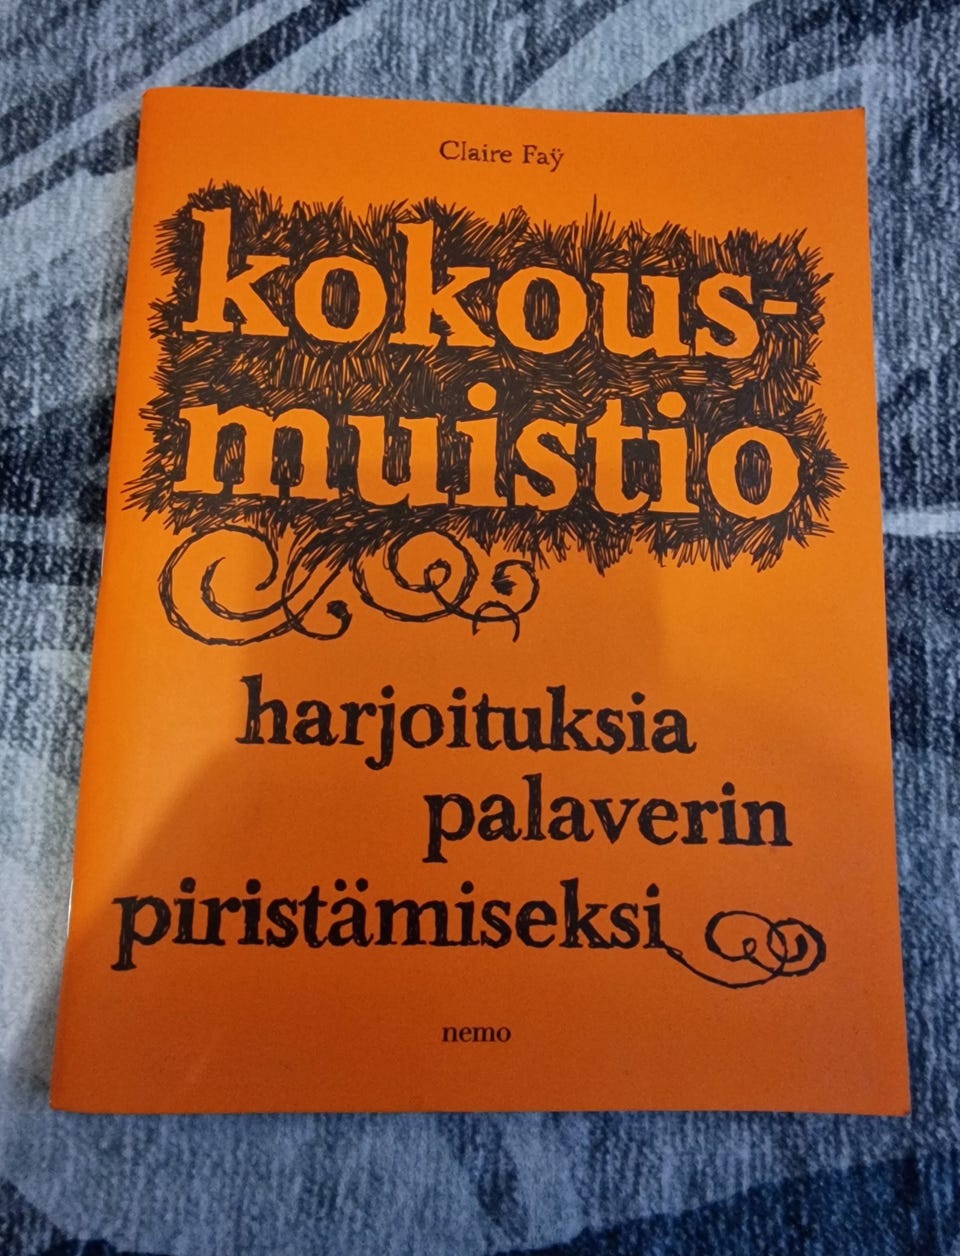 Claire Faÿ
kokous-
muistio
harjoituksia
palaverin
piristämiseksi
nemo